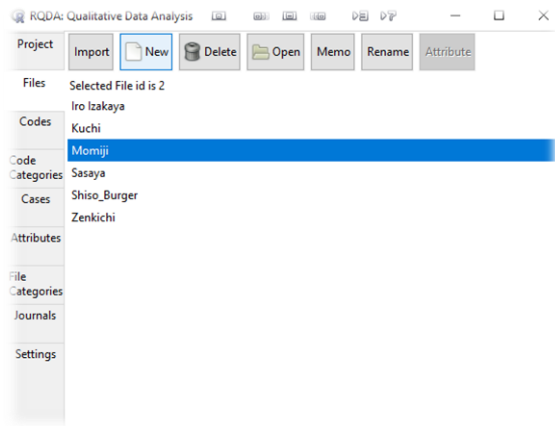 RQDA: Qualitative Data Analysis
Project
Import
New
Delete
Open
Memo
Rename
Attribute
Files
Selected File id is 2
Iro Izakaya
Codes
Kuchi
Momiji
Code
Categories
Sasaya
Cases
Shiso_Burger
Zenkichi
Attributes
File
Categories
Journals
Settings